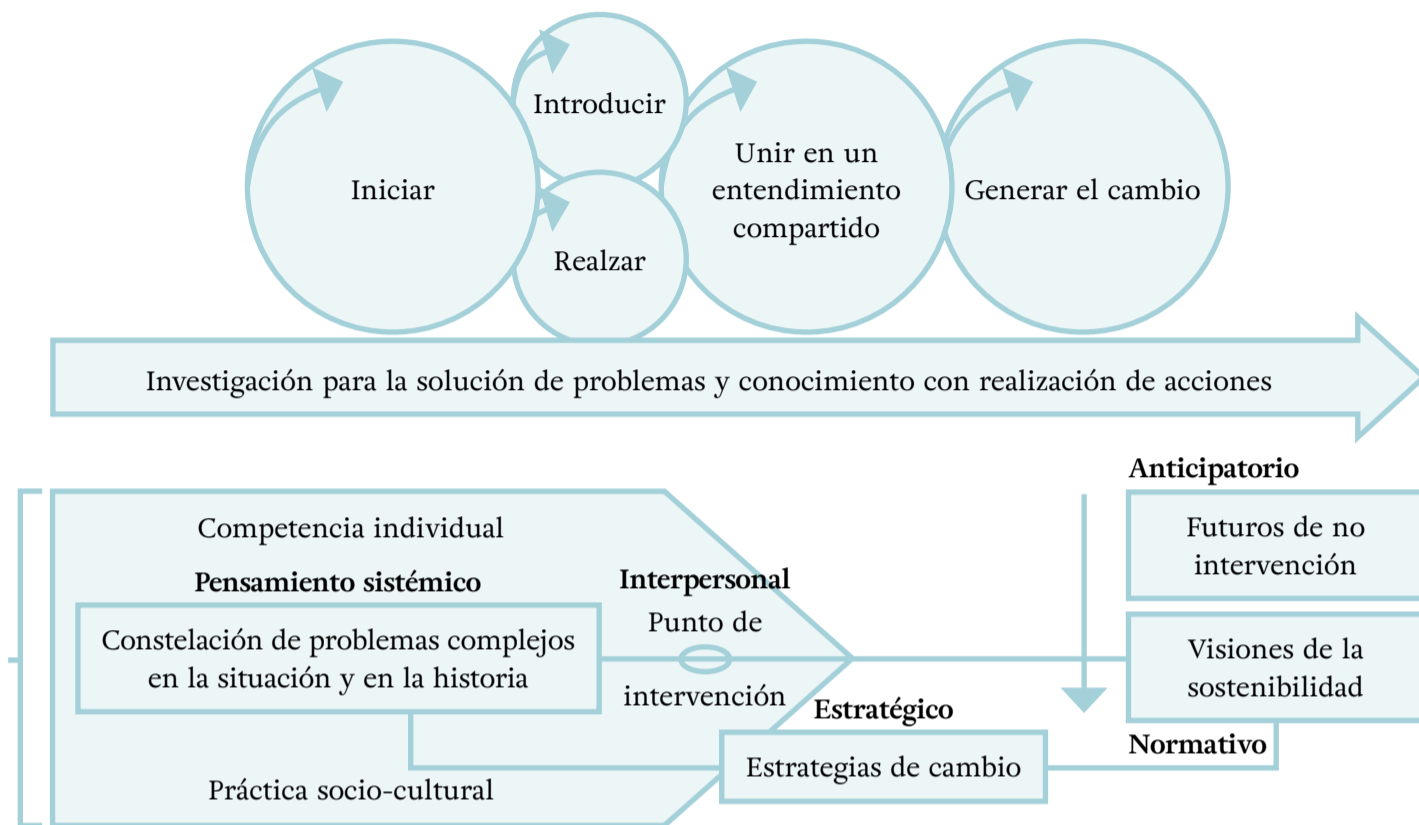 Introducir
Iniciar
Realzar
Unir en un
entendimiento
compartido
Generar el cambio
Investigación para la solución de problemas y conocimiento con realización de acciones
Competencia individual
Pensamiento sistémico
Constelación de problemas complejos
en la situación y en la historia
Práctica socio-cultural
Interpersonal
Punto de
intervención
Estratégico
Estrategias de cambio
Anticipatorio
Futuros de no
intervención
Visiones de la
sostenibilidad
Normativo